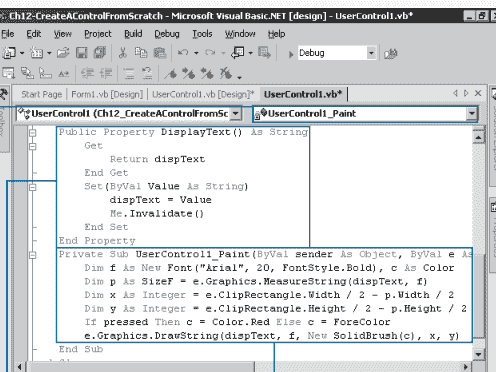 Ch12-CreateAControlFromScratch - Microsoft Visual Basic.NET [design] - UserControl1.vb*
File Edit View Project Build Debug Tools Window Help
Debug
Start Page Form1.vb [Design] UserControl1.vb [Design]* UserControl1.vb*
UserControl1 (Ch12_CreateAControlFromSc UserControl1_Paint
Public Property DisplayText() As String
Get
Return dispText
End Get
Set(ByVal Value As String)
dispText = Value
Me.Invalidate()
End Set
End Property
Private Sub UserControl1_Paint(ByVal sender As Object, ByVal e As
Dim f As New Font("Arial", 20, FontStyle.Bold), c As Color
Dim p As SizeF = e.Graphics.MeasureString(dispText, f)
Dim x As Integer = e.ClipRectangle.Width / 2 - p.Width / 2
Dim y As Integer = e.ClipRectangle.Height / 2 - p.Height / 2
If pressed Then c = Color.Red Else c = ForeColor
e.Graphics.DrawString(dispText, f, New SolidBrush(c), x, y)
End Sub